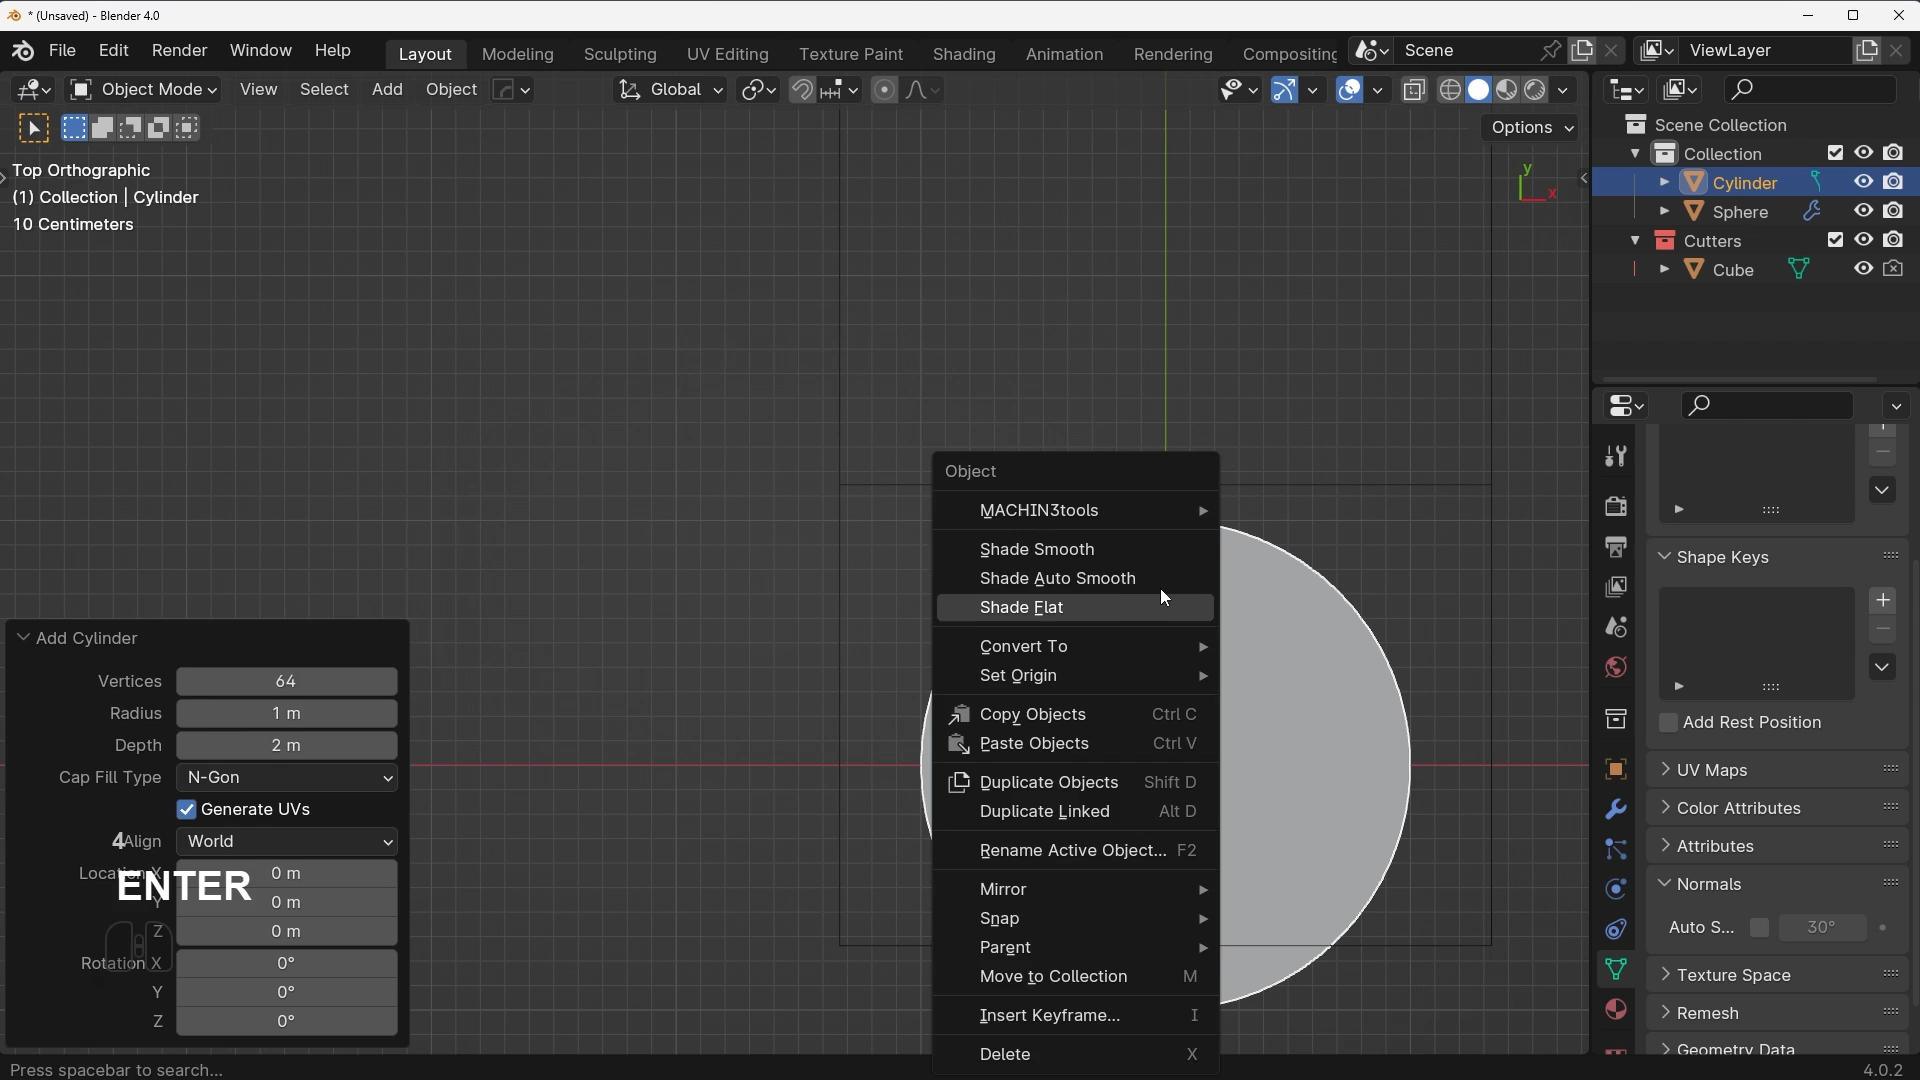 * (Unsaved) - Blender 4.0
File Edit Render Window Help Layout Modeling Sculpting UV Editing Texture Paint Shading Animation Rendering Compositing Scene ViewLayer
Object Mode View Select Add Object Global
Options
Top Orthographic
(1) Collection | Cylinder
10 Centimeters
y
x
Scene Collection
Collection
Cylinder
Sphere
Cutters
Cube
Object
MACHIN3tools
Shade Smooth
Shade Auto Smooth
Shade Flat
Convert To
Set Origin
Copy Objects Ctrl C
Paste Objects Ctrl V
Duplicate Objects Shift D
Duplicate Linked Alt D
Rename Active Object... F2
Mirror
Snap
Parent
Move to Collection M
Insert Keyframe... I
Delete X
Add Cylinder
Vertices 64
Radius 1 m
Depth 2 m
Cap Fill Type N-Gon
Generate UVs
4
Align World
Location X 0 m
ENTER
Y 0 m
Z 0 m
Rotation X 0°
Y 0°
Z 0°
Shape Keys
Add Rest Position
UV Maps
Color Attributes
Attributes
Normals
Auto S... 30°
Texture Space
Remesh
Geometry Data
Press spacebar to search...
4.0.2